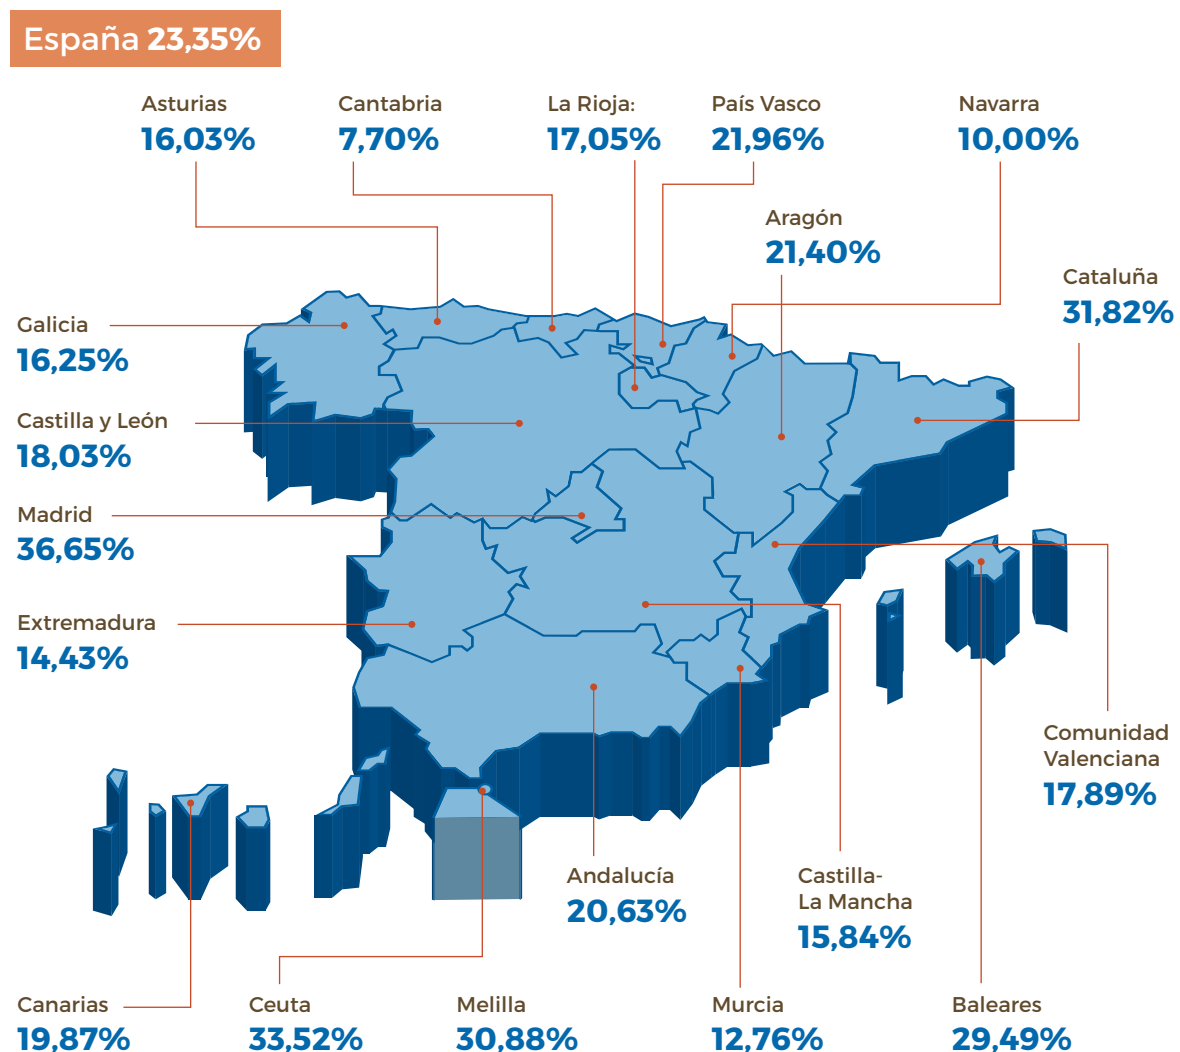 España 23,35%
Asturias
16,03%
Cantabria
7,70%
La Rioja:
17,05%
País Vasco
21,96%
Navarra
10,00%
Aragón
21,40%
Cataluña
31,82%
Galicia
16,25%
Castilla y León
18,03%
Madrid
36,65%
Extremadura
14,43%
Comunidad
Valenciana
17,89%
Andalucía
20,63%
Castilla-
La Mancha
15,84%
Canarias
19,87%
Ceuta
33,52%
Melilla
30,88%
Murcia
12,76%
Baleares
29,49%